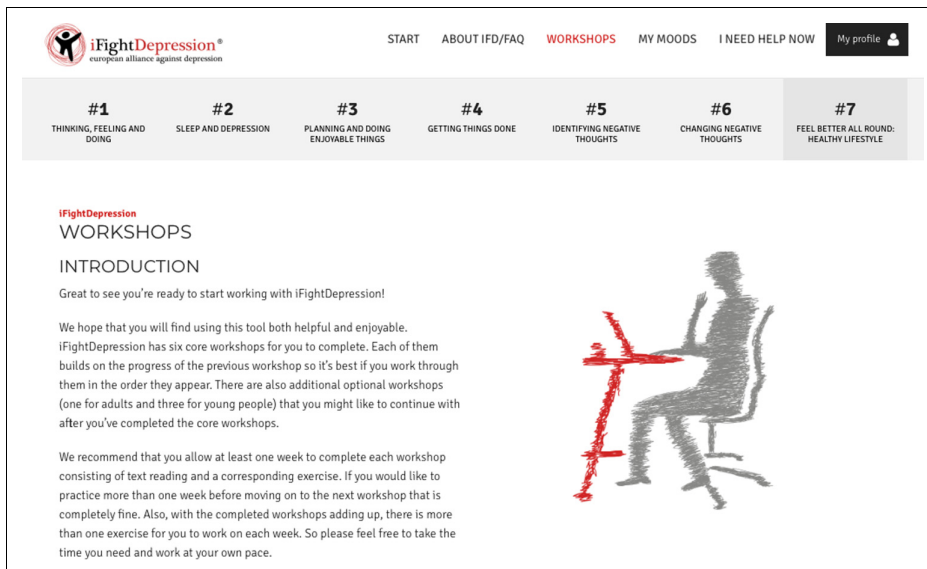 iFightDepression®
european alliance against depression
START ABOUT IFD/FAQ WORKSHOPS MY MOODS I NEED HELP NOW My profile
#1
THINKING, FEELING AND
DOING
#2
SLEEP AND DEPRESSION
#3
PLANNING AND DOING
ENJOYABLE THINGS
#4
GETTING THINGS DONE
#5
IDENTIFYING NEGATIVE
THOUGHTS
#6
CHANGING NEGATIVE
THOUGHTS
#7
FEEL BETTER ALL ROUND:
HEALTHY LIFESTYLE
iFightDepression
WORKSHOPS
INTRODUCTION
Great to see you're ready to start working with iFightDepression!
We hope that you will find using this tool both helpful and enjoyable.
iFightDepression has six core workshops for you to complete. Each of them
builds on the progress of the previous workshop so it's best if you work through
them in the order they appear. There are also additional optional workshops
(one for adults and three for young people) that you might like to continue with
after you've completed the core workshops.
We recommend that you allow at least one week to complete each workshop
consisting of text reading and a corresponding exercise. If you would like to
practice more than one week before moving on to the next workshop that is
completely fine. Also, with the completed workshops adding up, there is more
than one exercise for you to work on each week. So please feel free to take the
time you need and work at your own pace.